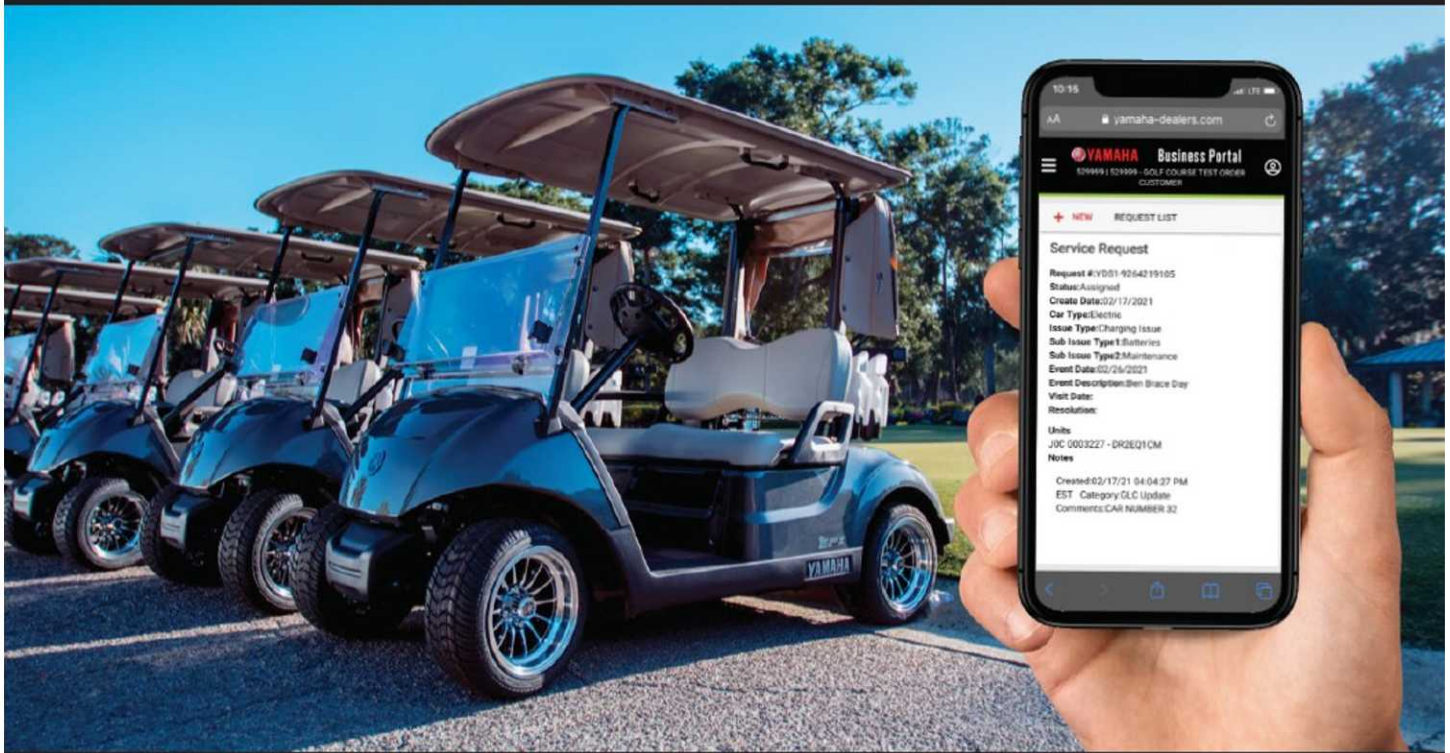 10:15
LTE
AA yamaha-dealers.com
YAMAHA Business Portal
529999 | 529999 - GOLF COURSE TEST ORDER
CUSTOMER
+ NEW REQUEST LIST
Service Request
Request #:YDS1-9264219105
Status:Assigned
Create Date:02/17/2021
Car Type:Electric
Issue Type:Charging Issue
Sub Issue Type1:Batteries
Sub Issue Type2:Maintenance
Event Date:02/26/2021
Event Description:Ben Brace Day
Visit Date:
Resolution:
Units
J0C 0003227 - DR2EQ1CM
Notes
Created:02/17/21 04:04:27 PM
EST Category:GLC Update
Comments:CAR NUMBER 32
YAMAHA